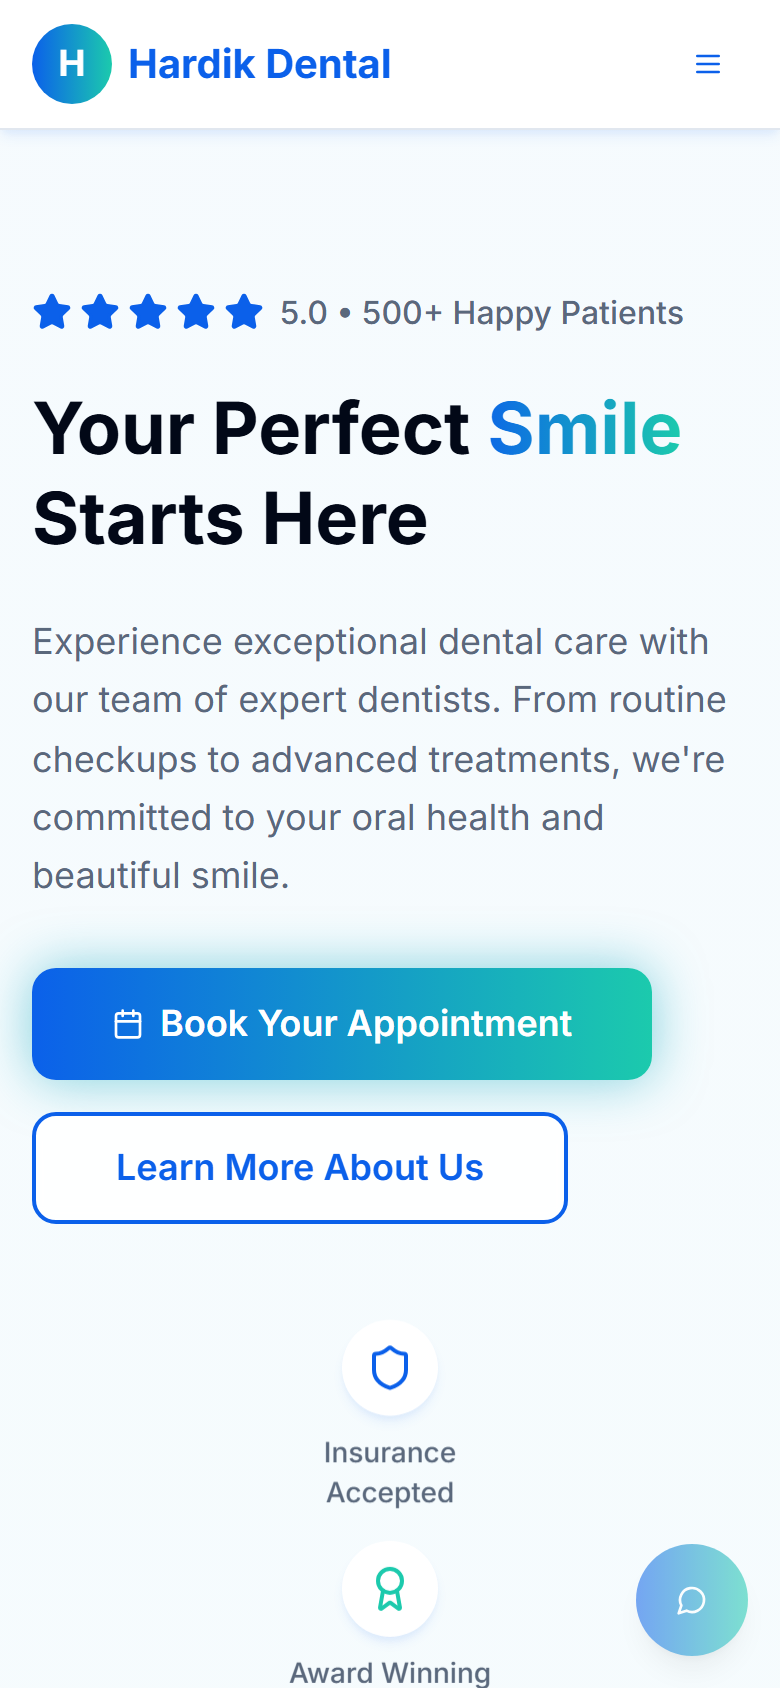 H
Hardik Dental
5.0 • 500+ Happy Patients
Your Perfect Smile
Starts Here
Experience exceptional dental care with
our team of expert dentists. From routine
checkups to advanced treatments, we're
committed to your oral health and
beautiful smile.
Book Your Appointment
Learn More About Us
Insurance
Accepted
Award Winning